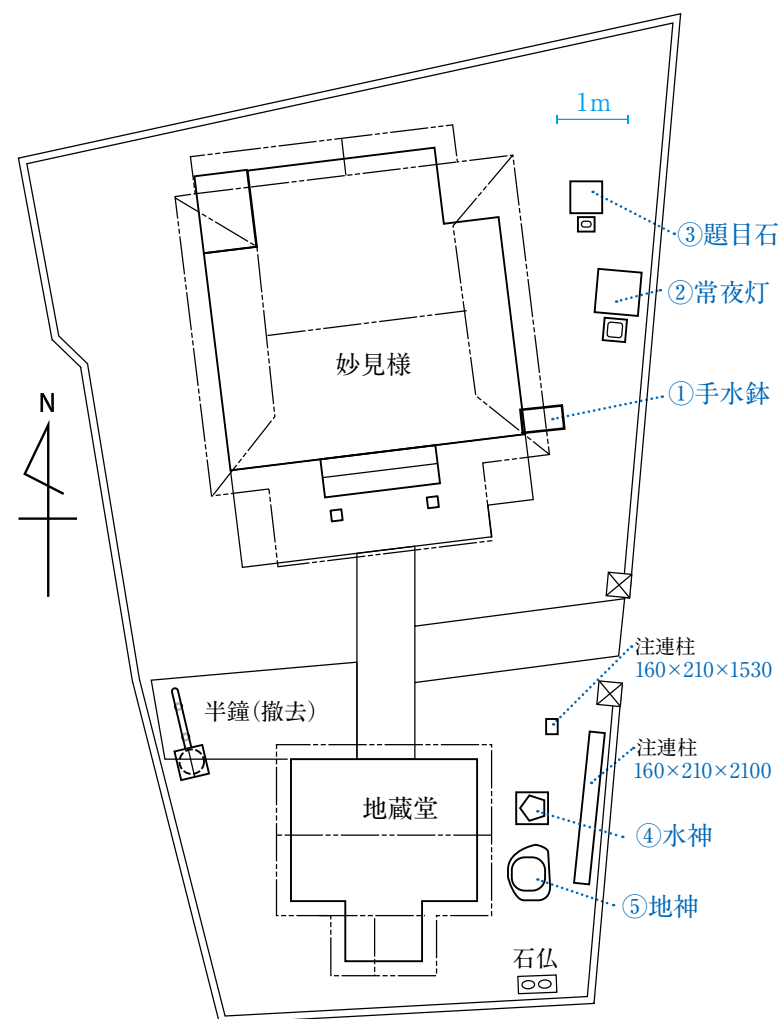 1m
③題目石
②常夜灯
妙見様
①手水鉢
N
注連柱
160×210×1530
半鐘(撤去)
注連柱
160×210×2100
地蔵堂
④水神
⑤地神
石仏